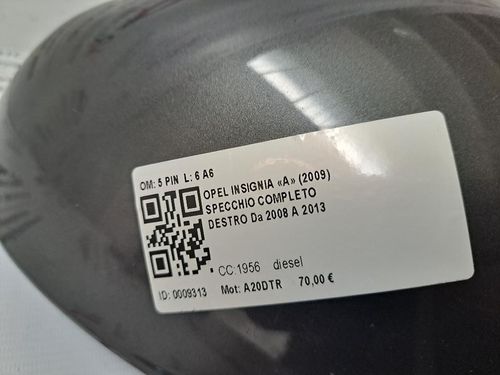 OM: 5 PIN L: 6 A6
OPEL INSIGNIA «A» (2009)
SPECCHIO COMPLETO
DESTRO Da 2008 A 2013
CC:1956 diesel
ID: 0009313 Mot: A20DTR 70,00 €